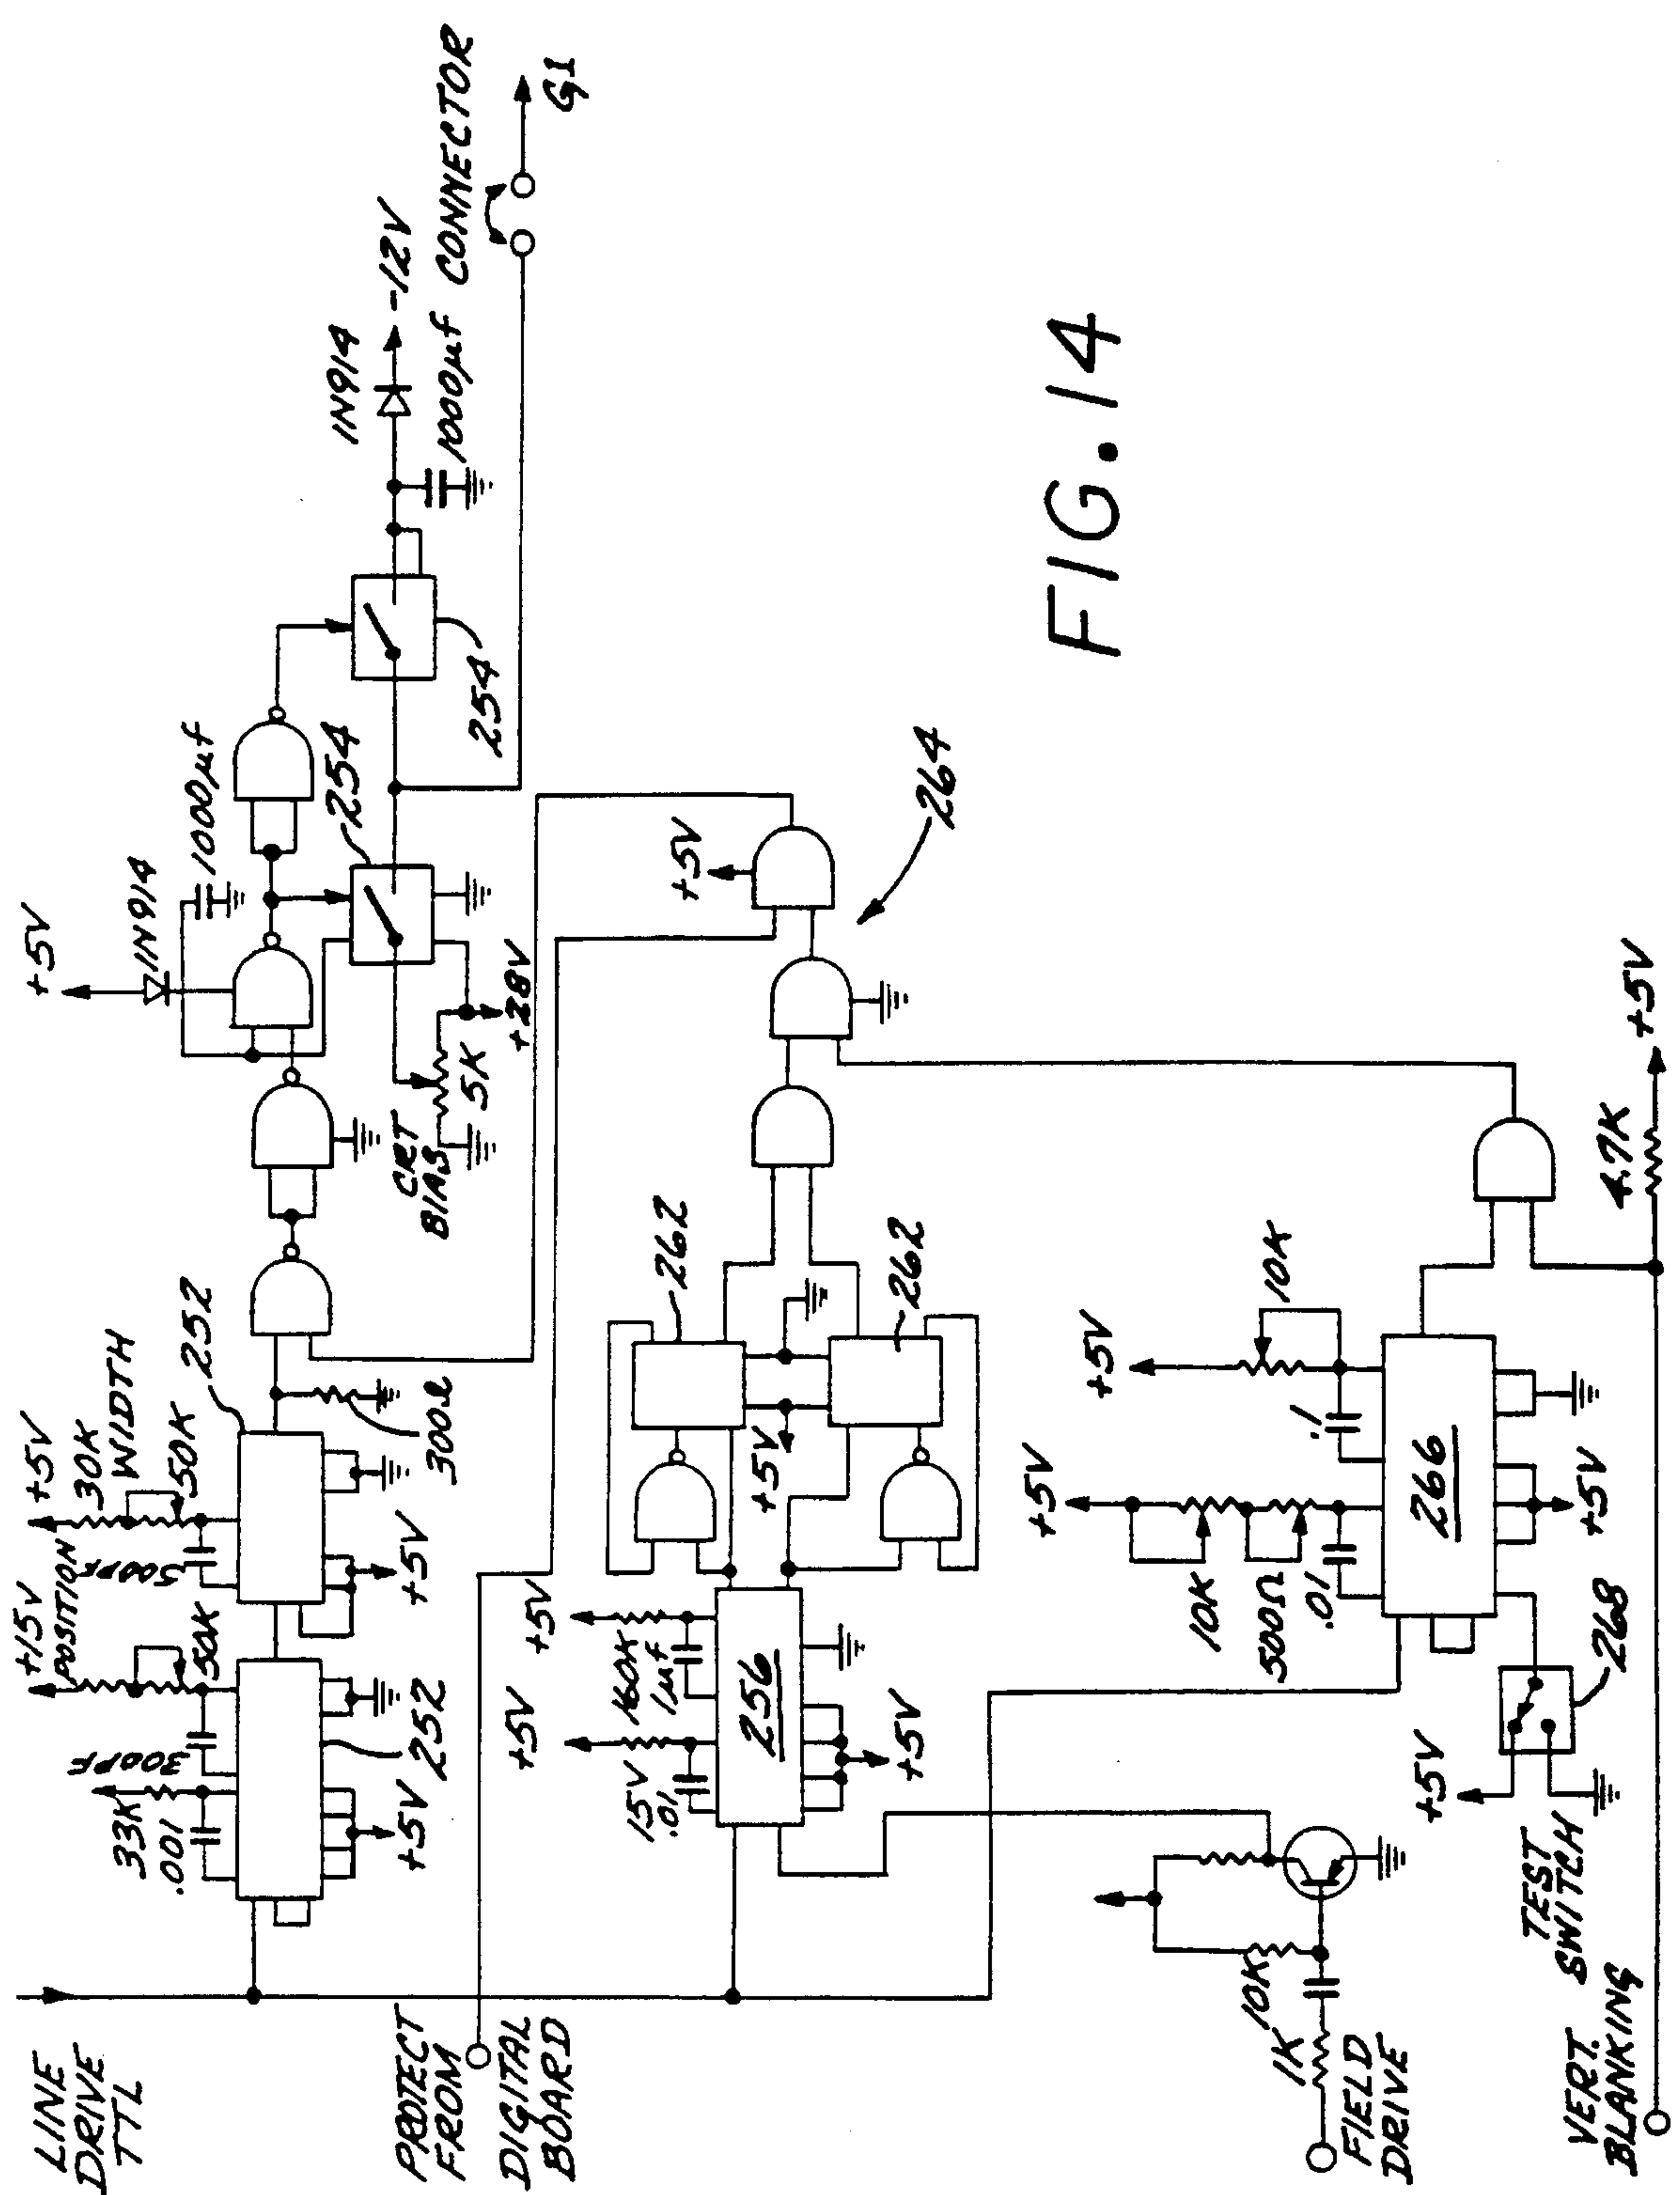 LINE
DRIVE
TTL
+15V
POSITION
50K
300PF
33K
.001
+5V
252
+5V
30K
WIDTH
50K
500PF
+5V
252
300Ω
+5V
1N914
1000µf
254
CRT
BIAS
5K
+28V
254
1N914
-12V
1000µf
CONNECTOR
G1
PROTECT
FROM
DIGITAL
BOARD
+5V
15V
.01
+5V
160K
1µf
256
+5V
262
+5V
262
+5V
264
FIELD
DRIVE
1K
10K
TEST
SWITCH
+5V
268
+5V
10K
500Ω
.01
+5V
10K
.1
266
+5V
VERT.
BLANKING
4.7K
+5V
FIG. 14